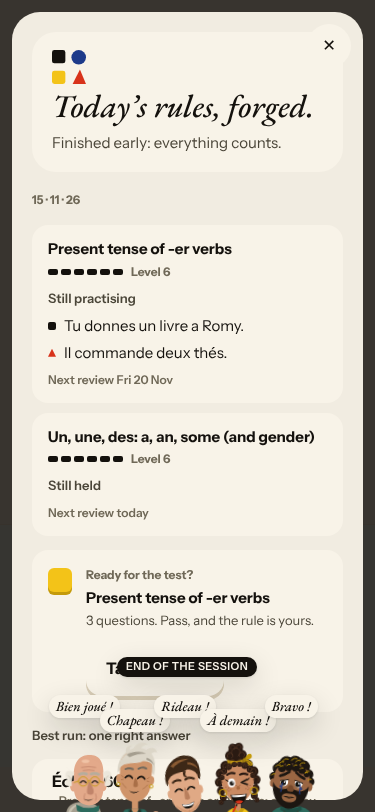 Today’s rules, forged.
Finished early: everything counts.
15·11·26
Present tense of -er verbs
Level 6
Still practising
Tu donnes un livre a Romy.
Il commande deux thés.
Next review Fri 20 Nov
Un, une, des: a, an, some (and gender)
Level 6
Still held
Next review today
Ready for the test?
Present tense of -er verbs
3 questions. Pass, and the rule is yours.
END OF THE SESSION
Bien joué !
Rideau !
Bravo !
Chapeau !
À demain !
Best run: one right answer